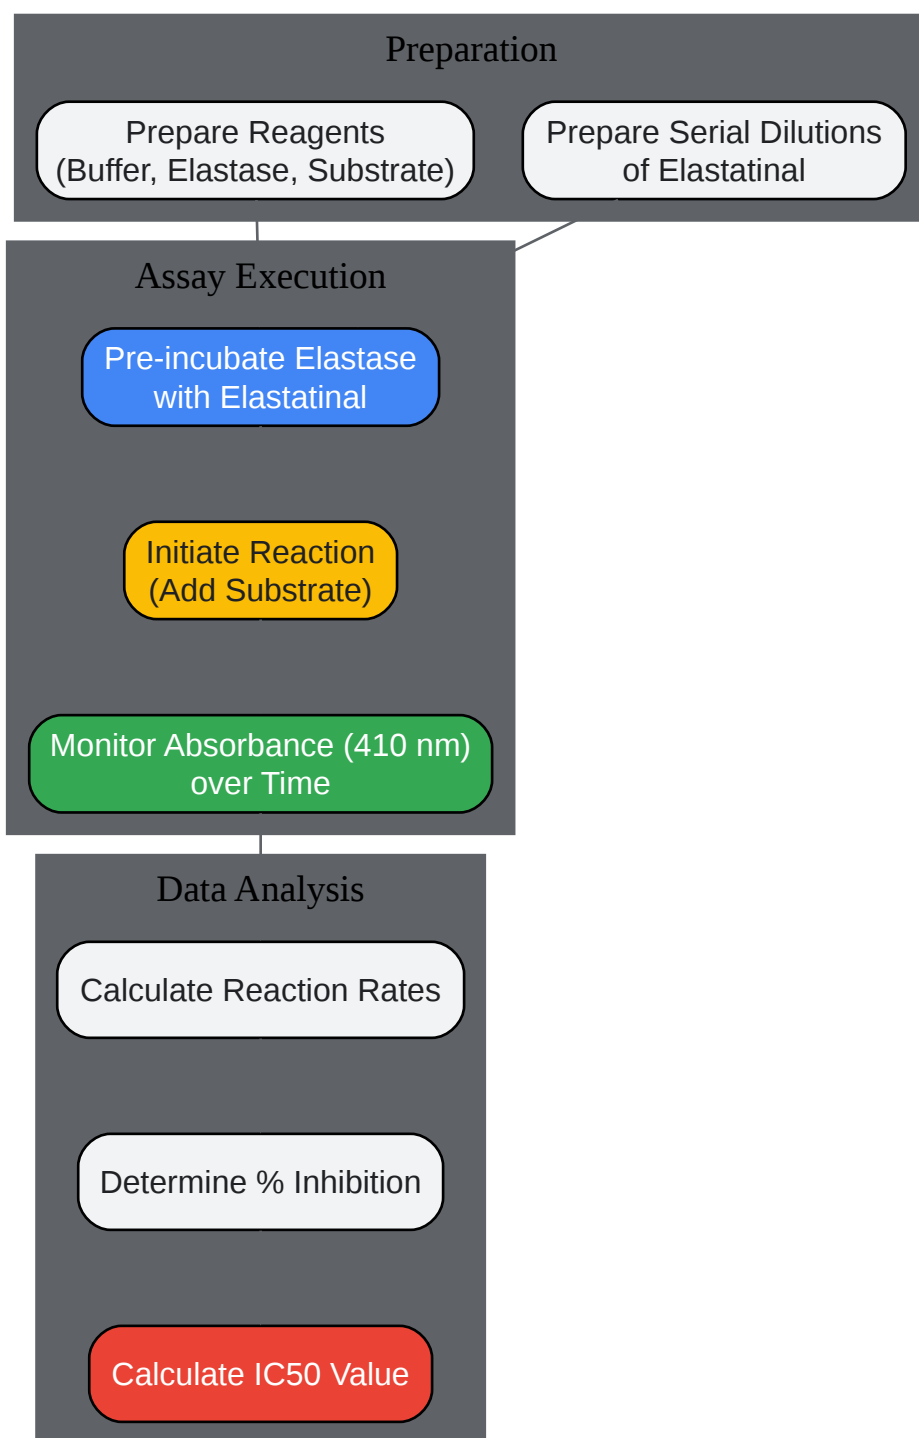 Preparation
Prepare Reagents
(Buffer, Elastase, Substrate)
Prepare Serial Dilutions
of Elastatinal
Assay Execution
Pre-incubate Elastase
with Elastatinal
Initiate Reaction
(Add Substrate)
Monitor Absorbance (410 nm)
over Time
Data Analysis
Calculate Reaction Rates
Determine % Inhibition
Calculate IC50 Value